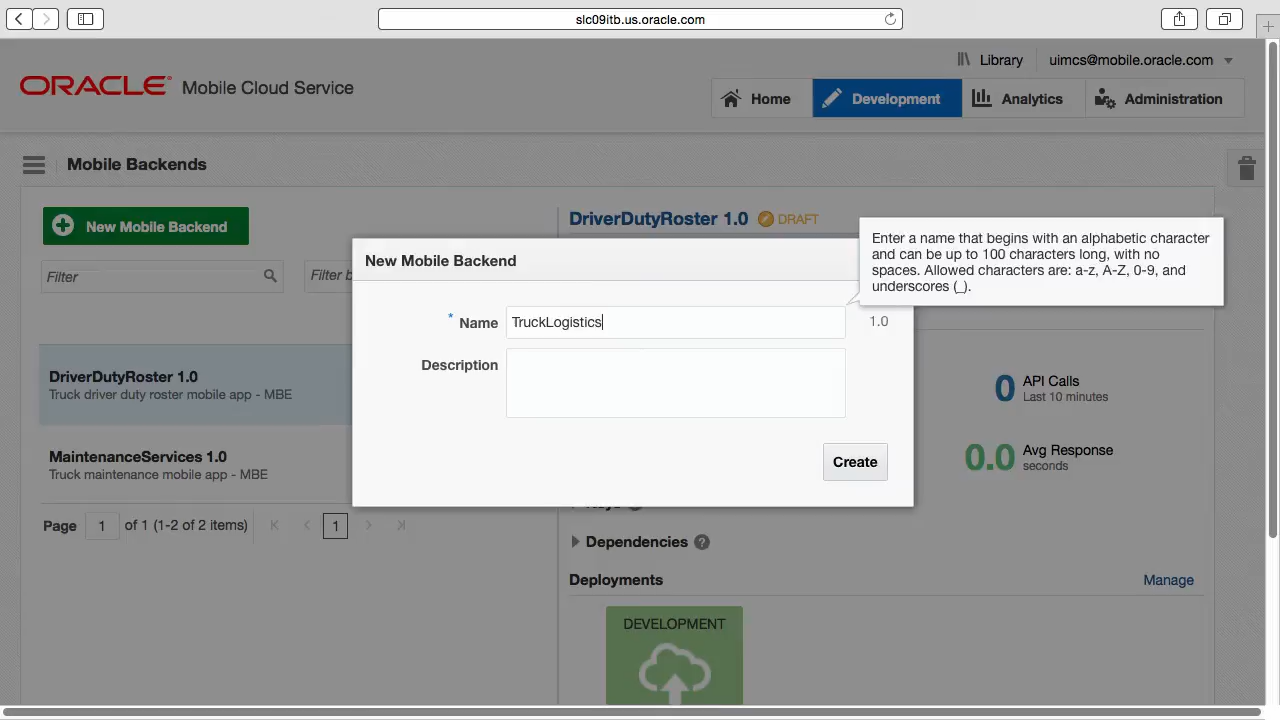 slc09itb.us.oracle.com
Library
uimcs@mobile.oracle.com
ORACLE Mobile Cloud Service
Home
Development
Analytics
Administration
Mobile Backends
New Mobile Backend
Filter
Filter b
DriverDutyRoster 1.0 DRAFT
Enter a name that begins with an alphabetic character
and can be up to 100 characters long, with no
spaces. Allowed characters are: a-z, A-Z, 0-9, and
underscores (_).
New Mobile Backend
* Name TruckLogistics 1.0
Description
Create
DriverDutyRoster 1.0
Truck driver duty roster mobile app - MBE
MaintenanceServices 1.0
Truck maintenance mobile app - MBE
Page 1 of 1 (1-2 of 2 items) 1
0 API Calls
Last 10 minutes
0.0 Avg Response
seconds
Dependencies ?
Deployments
Manage
DEVELOPMENT